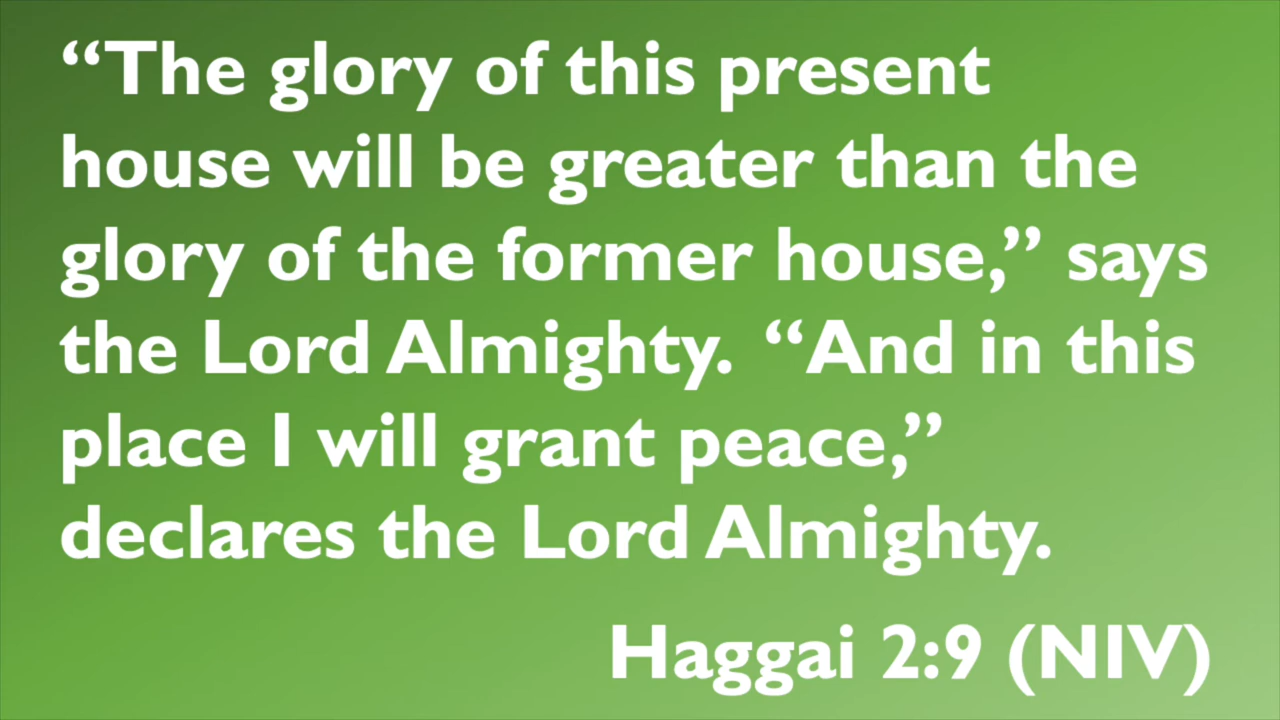 “The glory of this present
house will be greater than the
glory of the former house,” says
the Lord Almighty.  “And in this
place I will grant peace,”
declares the Lord Almighty.
Haggai 2:9 (NIV)